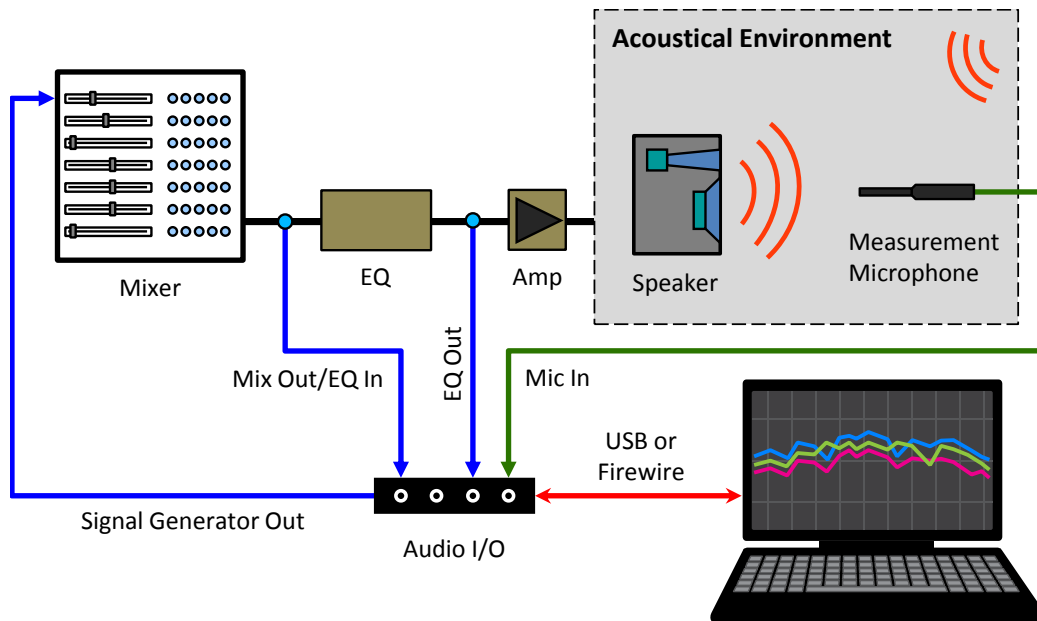 Acoustical Environment
Mixer
EQ
Amp
Speaker
Measurement
Microphone
Mix Out/EQ In
EQ Out
Mic In
USB or
Firewire
Signal Generator Out
Audio I/O